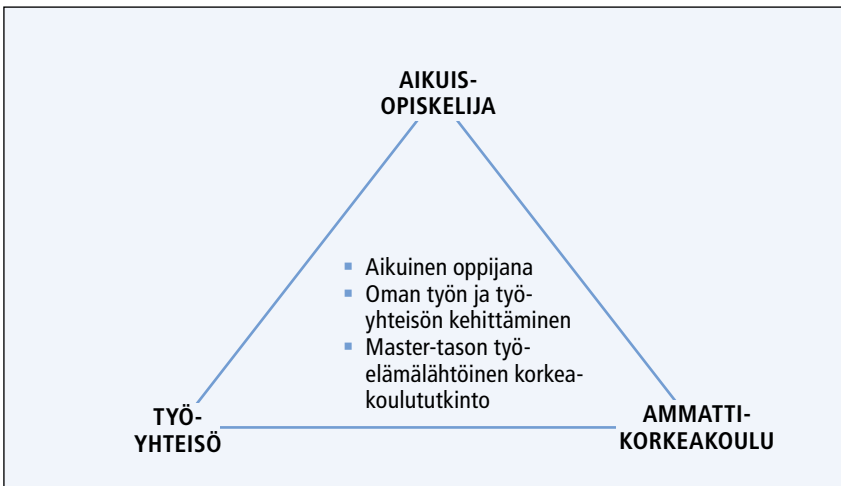 AIKUIS-
OPISKELIJA
▪ Aikuinen oppijana
▪ Oman työn ja työ-
yhteisön kehittäminen
▪ Master-tason työ-
elämälähtöinen korkea-
koulututkinto
TYÖ-
YHTEISÖ
AMMATTI-
KORKEAKOULU